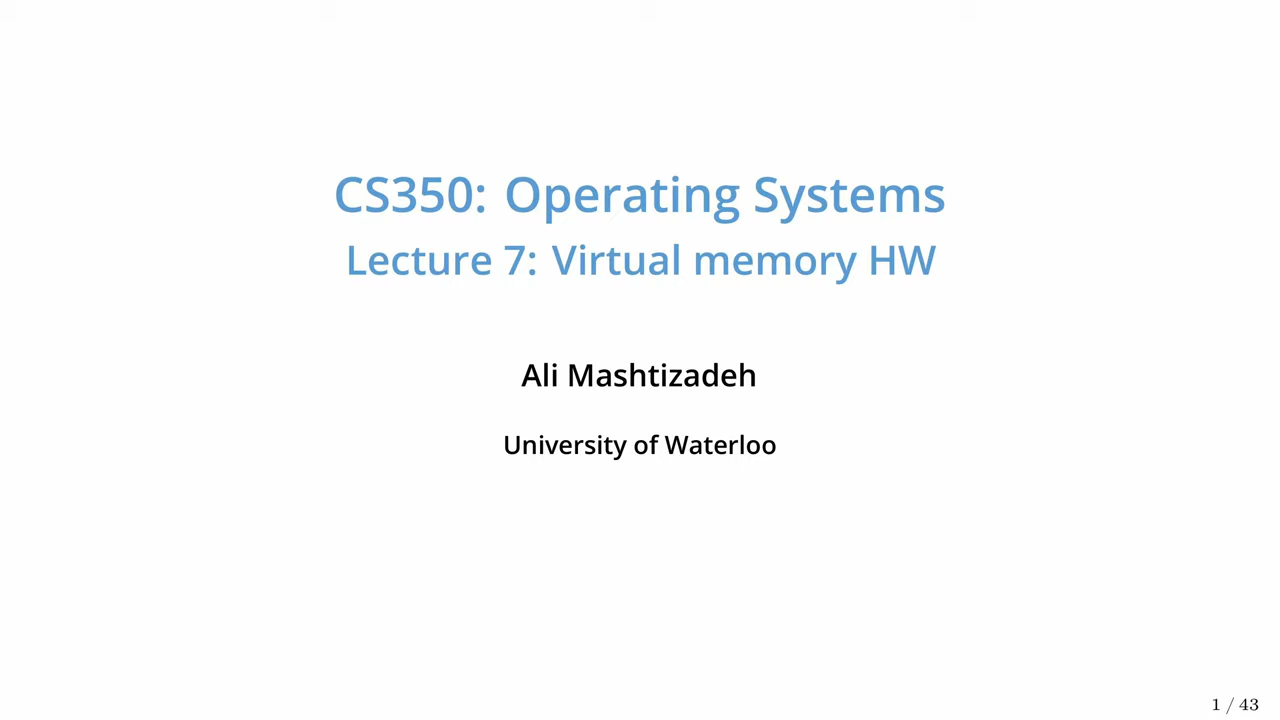 CS350: Operating Systems
Lecture 7: Virtual memory HW
Ali Mashtizadeh
University of Waterloo
1 / 43